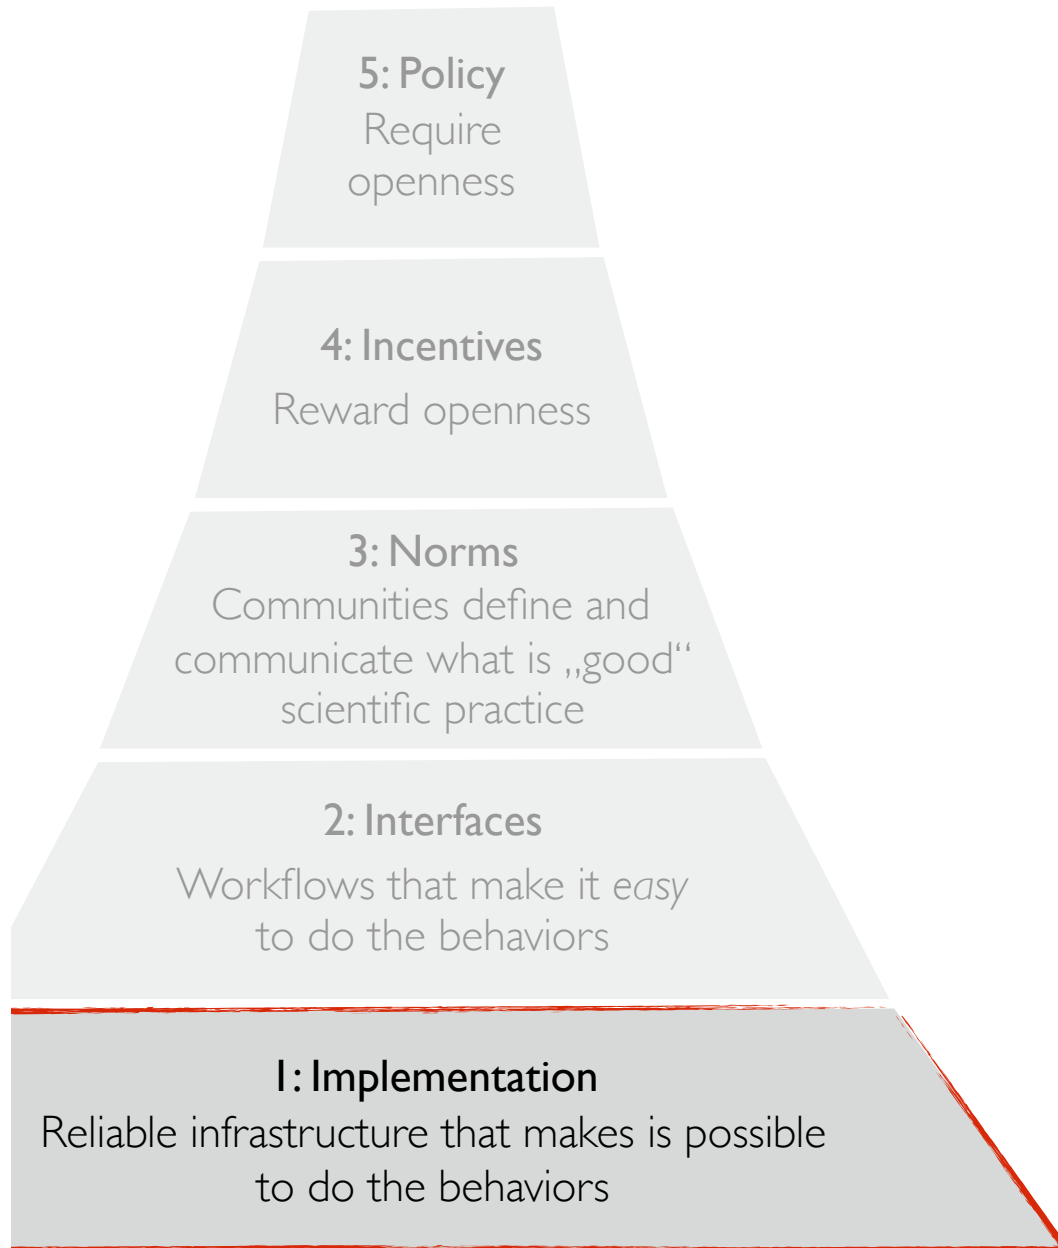 5: Policy
Require
openness
4: Incentives
Reward openness
3: Norms
Communities define and
communicate what is „good“
scientific practice
2: Interfaces
Workflows that make it easy
to do the behaviors
1: Implementation
Reliable infrastructure that makes is possible
to do the behaviors